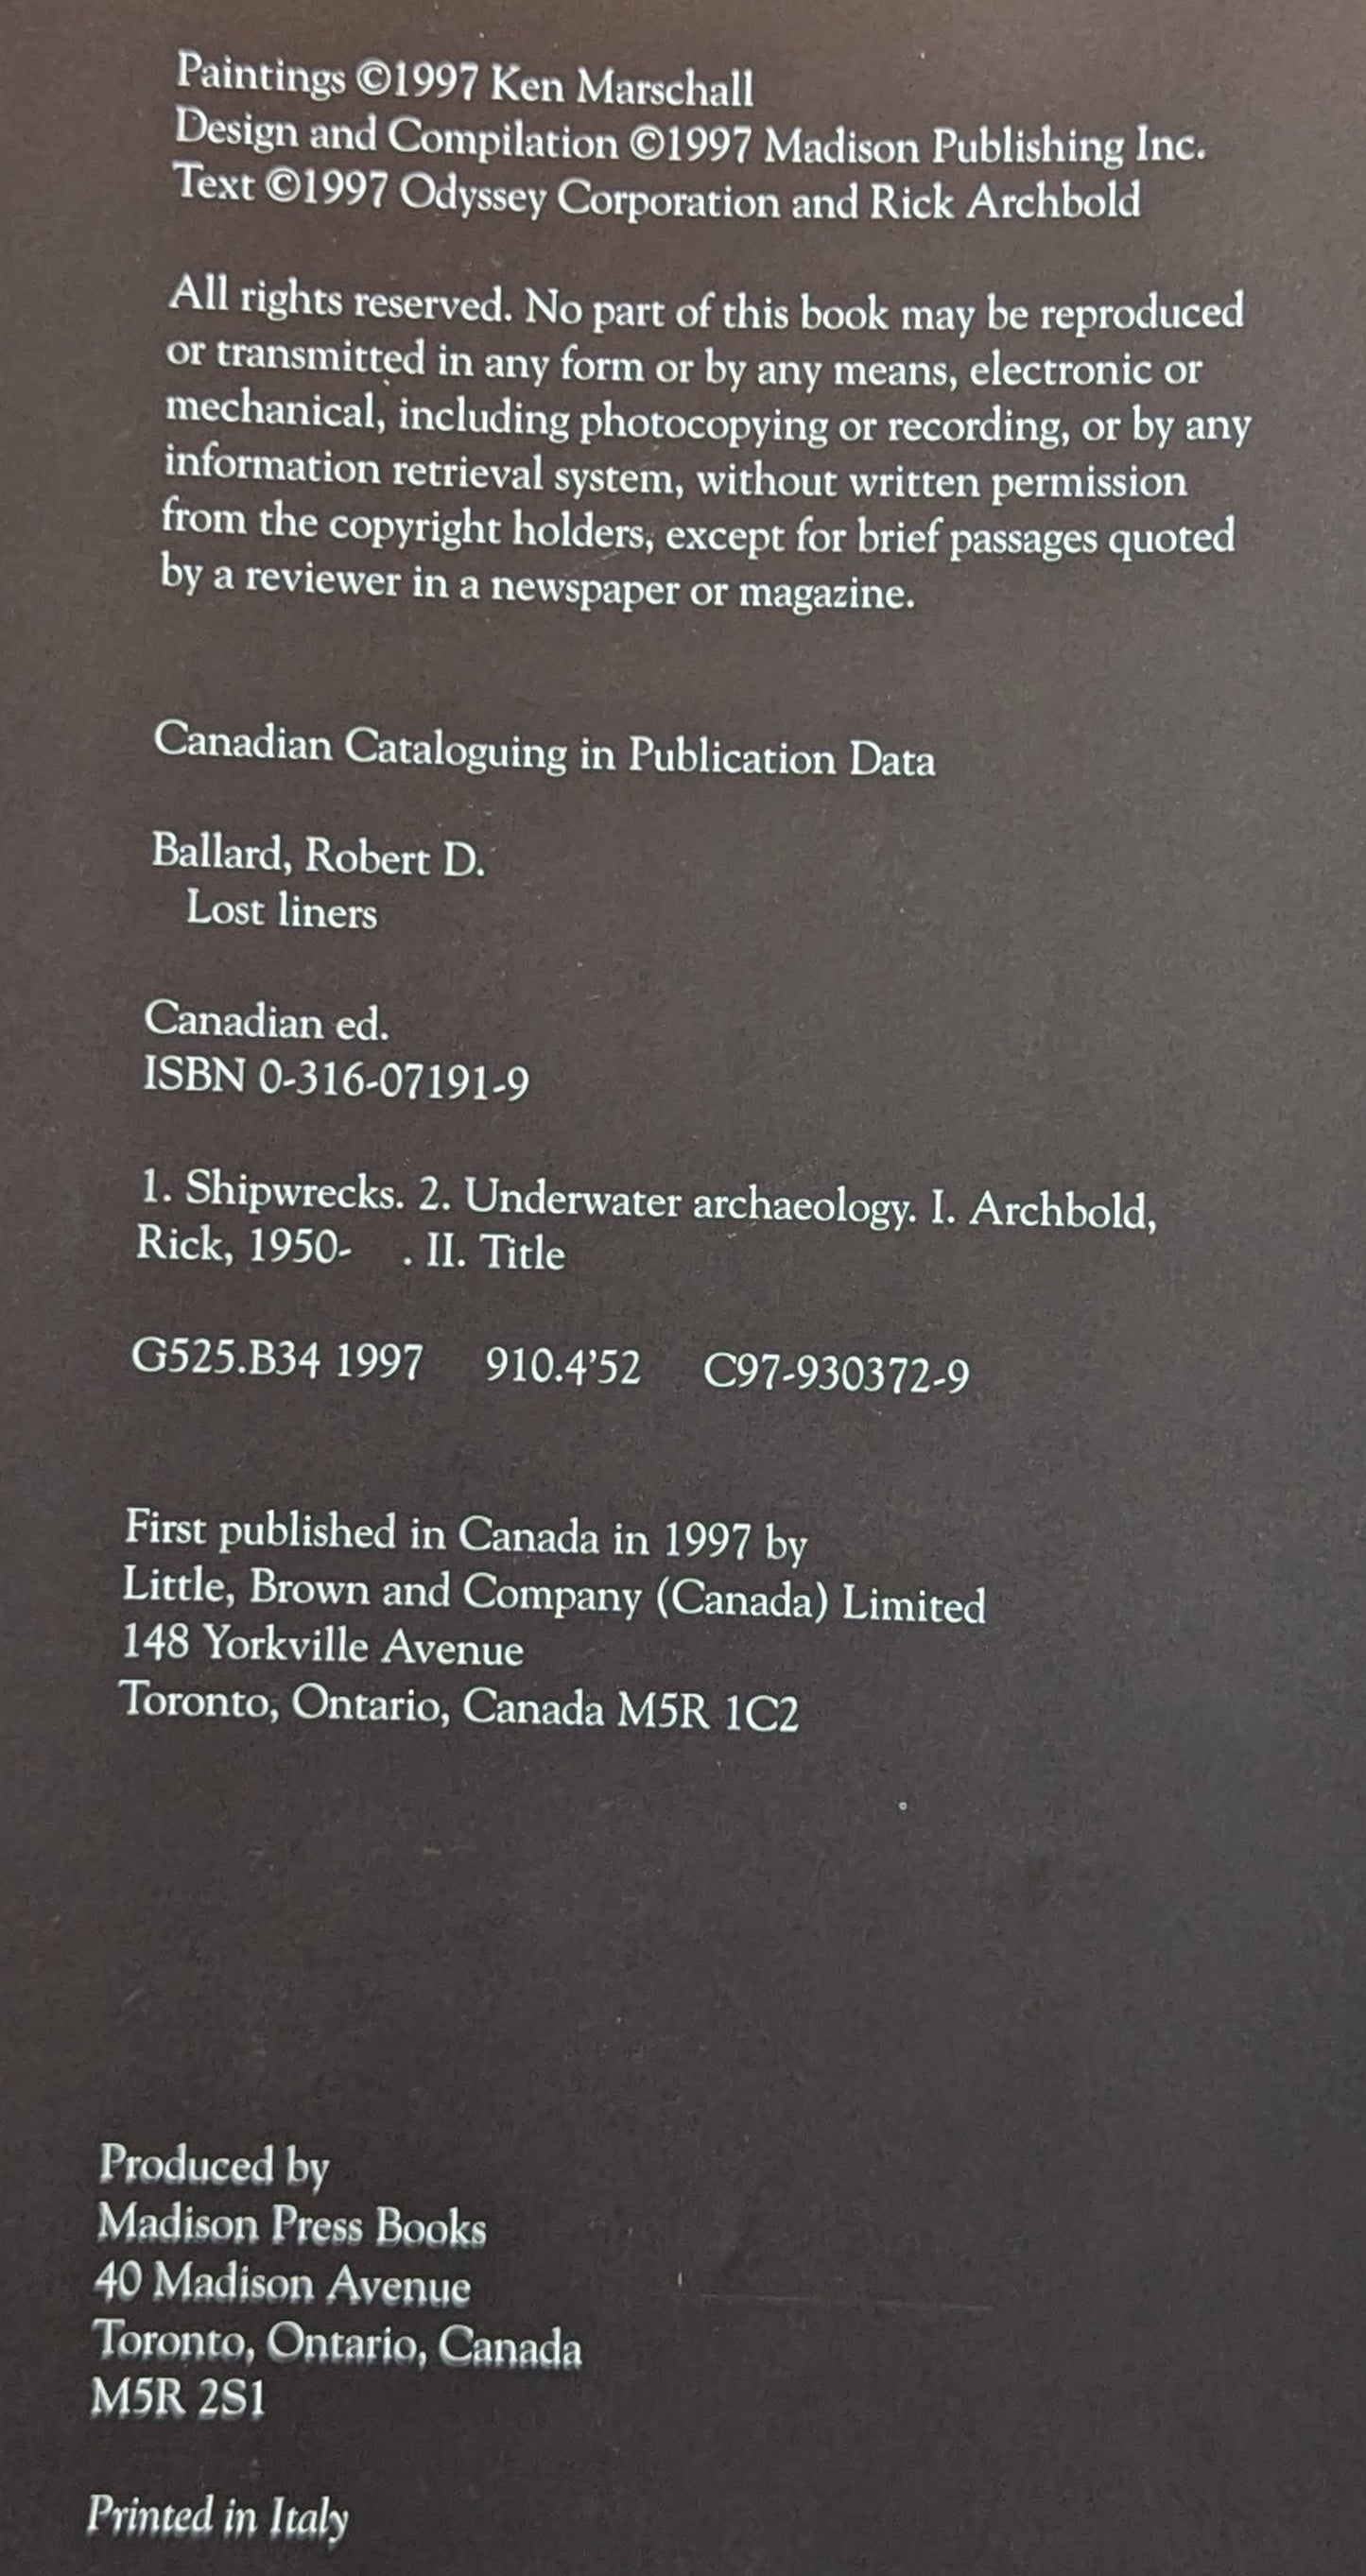 Paintings ©1997 Ken Marschall
Design and Compilation ©1997 Madison Publishing Inc.
Text ©1997 Odyssey Corporation and Rick Archbold
All rights reserved. No part of this book may be reproduced
or transmitted in any form or by any means, electronic or
mechanical, including photocopying or recording, or by any
information retrieval system, without written permission
from the copyright holders, except for brief passages quoted
by a reviewer in a newspaper or magazine.
Canadian Cataloguing in Publication Data
Ballard, Robert D.
Lost liners
Canadian ed.
ISBN 0-316-07191-9
1. Shipwrecks. 2. Underwater archaeology. I. Archbold,
Rick, 1950-    . II. Title
G525.B34 1997    910.4'52    C97-930372-9
First published in Canada in 1997 by
Little, Brown and Company (Canada) Limited
148 Yorkville Avenue
Toronto, Ontario, Canada M5R 1C2
Produced by
Madison Press Books
40 Madison Avenue
Toronto, Ontario, Canada
M5R 2S1
Printed in Italy